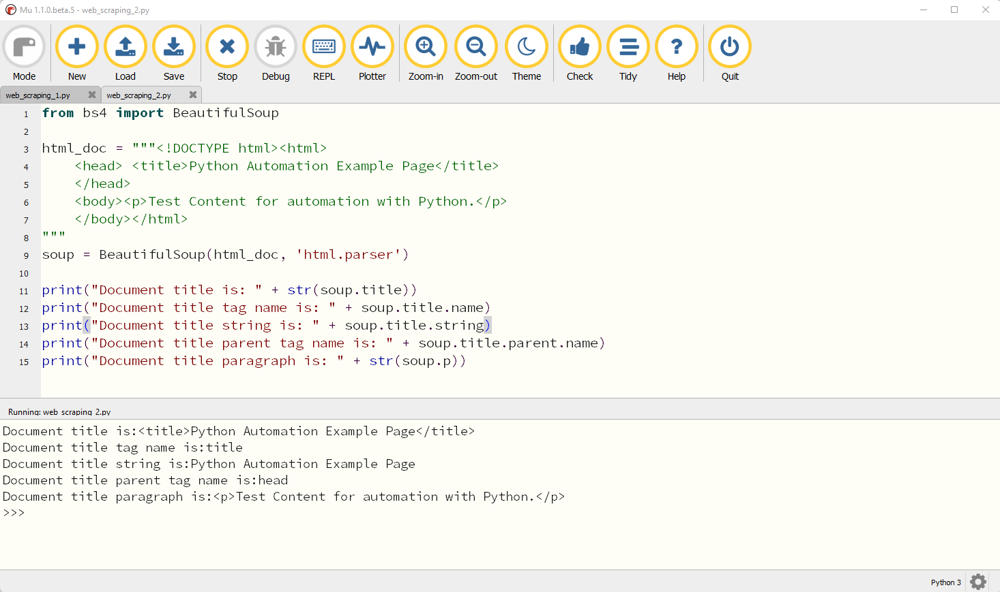 Mu 1.1.0.beta.5 - web_scraping_2.py
Mode New Load Save Stop Debug REPL Plotter Zoom-in Zoom-out Theme Check Tidy Help Quit
web_scraping_1.py web_scraping_2.py
1 from bs4 import BeautifulSoup
2
3 html_doc = """<!DOCTYPE html><html>
4     <head> <title>Python Automation Example Page</title>
5     </head>
6     <body><p>Test Content for automation with Python.</p>
7     </body></html>
8 """
9 soup = BeautifulSoup(html_doc, 'html.parser')
10
11 print("Document title is: " + str(soup.title))
12 print("Document title tag name is: " + soup.title.name)
13 print("Document title string is: " + soup.title.string)
14 print("Document title parent tag name is: " + soup.title.parent.name)
15 print("Document title paragraph is: " + str(soup.p))
Running: web_scraping_2.py
Document title is:<title>Python Automation Example Page</title>
Document title tag name is:title
Document title string is:Python Automation Example Page
Document title parent tag name is:head
Document title paragraph is:<p>Test Content for automation with Python.</p>
>>>
Python 3